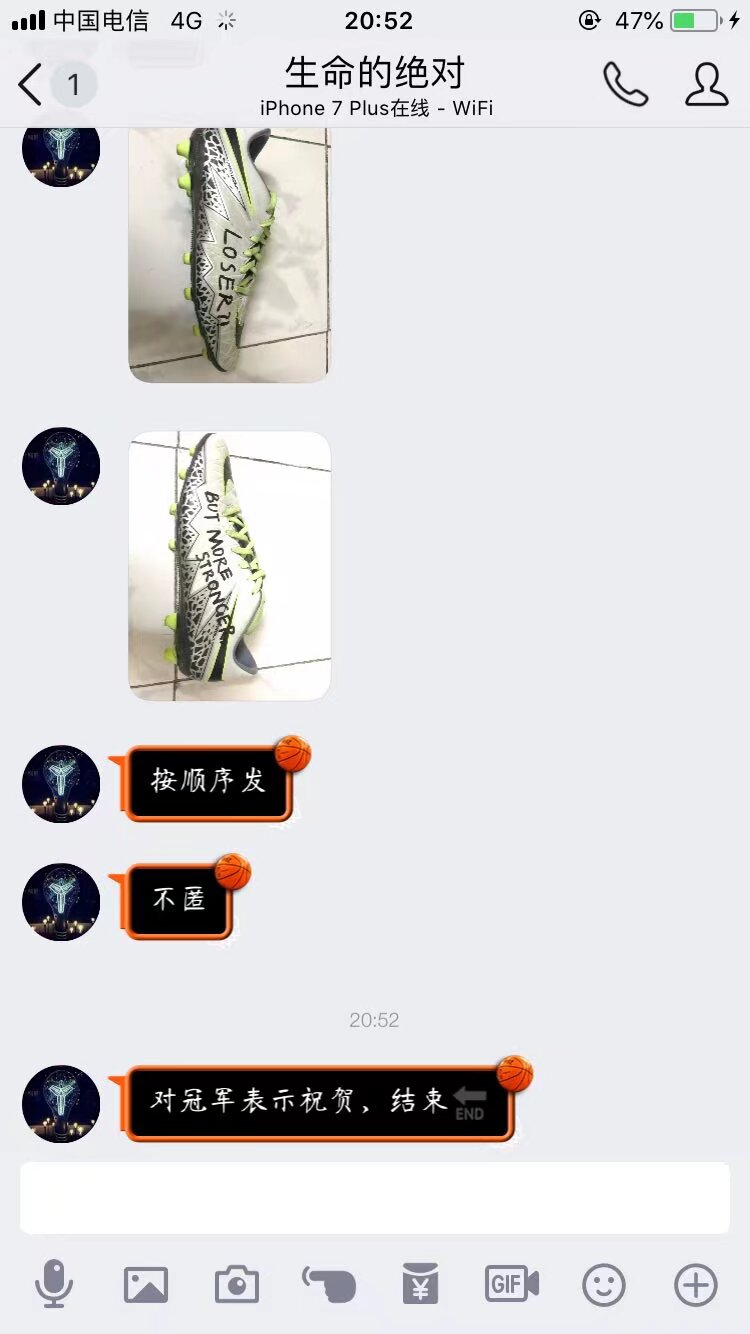 中国电信 4G 20:52 47%
1 生命的绝对
iPhone 7 Plus在线 - WiFi
LOSER!!
BUT MORE
STRONGER
按顺序发
不匿
20:52
对冠军表示祝贺，结束 END
GIF